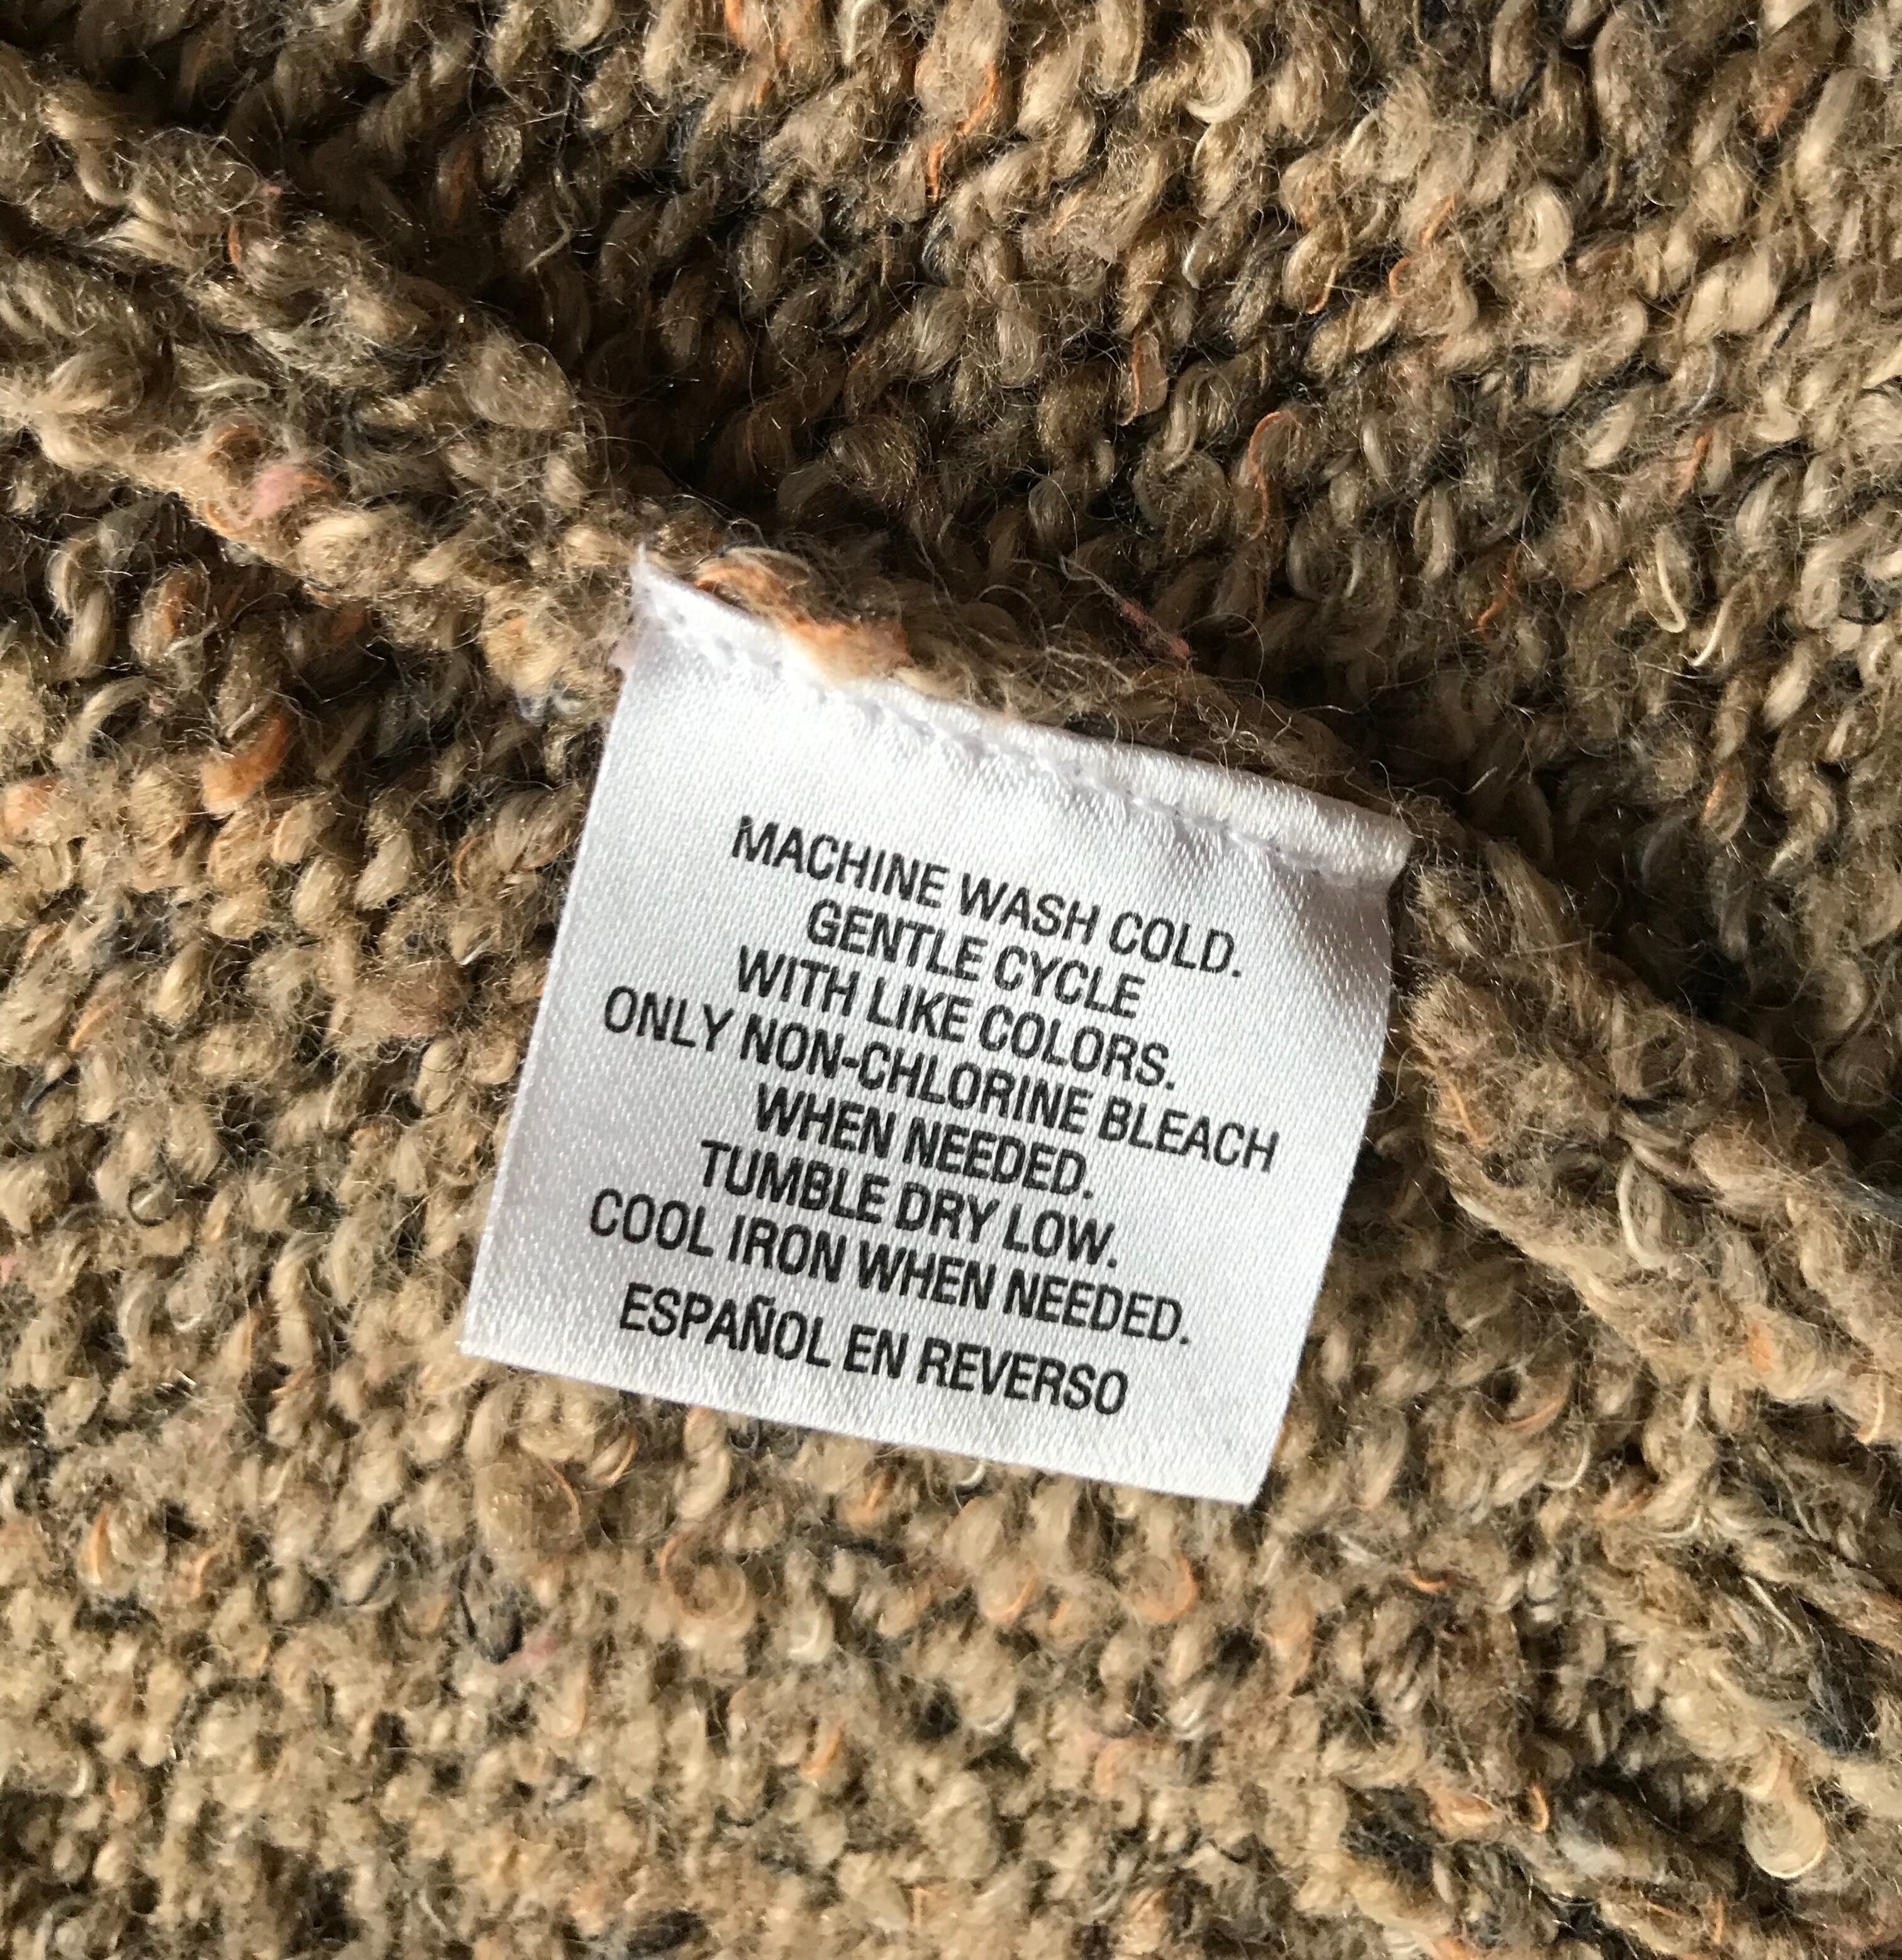 MACHINE WASH COLD.
GENTLE CYCLE
WITH LIKE COLORS.
ONLY NON-CHLORINE BLEACH
WHEN NEEDED.
TUMBLE DRY LOW.
COOL IRON WHEN NEEDED.
ESPAÑOL EN REVERSO